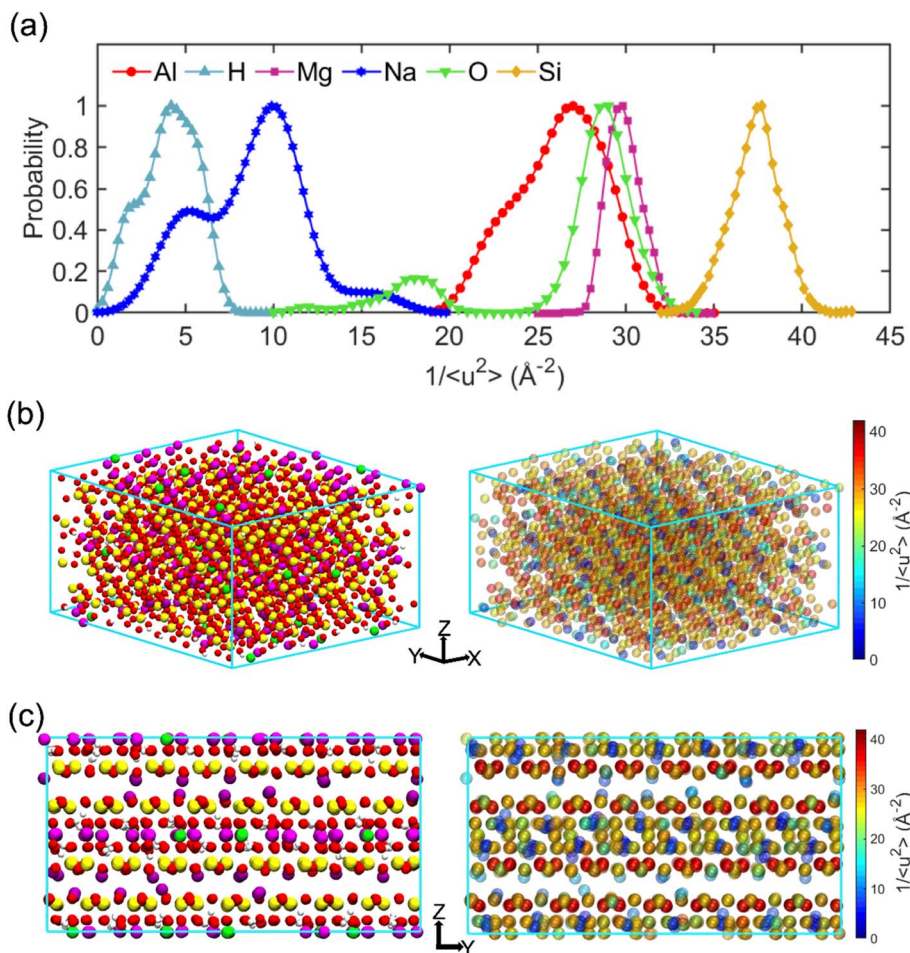 (a)
Al H Mg Na O Si
Probability
1
0.8
0.6
0.4
0.2
0
0 5 10 15 20 25 30 35 40 45
1/<u²> (Å⁻²)
(b)
Z
Y X
40
30
20
10
0
1/<u²> (Å⁻²)
(c)
Z
Y
40
30
20
10
0
1/<u²> (Å⁻²)